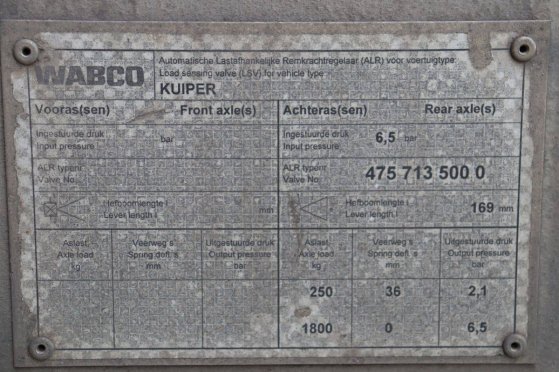 WABCO
Automatische Lastafhankelijke Remkrachtregelaar (ALR) voor voertuigtype:
Load sensing valve (LSV) for vehicle type:
KUIPER
Vooras(sen) Front axle(s) Achteras(sen) Rear axle(s)
Ingestuurde druk : bar Ingestuurde druk : 6,5 bar
Input pressure : Input pressure :
ALR typenr : ALR typenr : 475 713 500 0
Valve No : Valve No. :
Hefboomlengte l : mm Hefboomlengte l : 169 mm
Lever length l : Lever length l :
Aslast Veerweg s Uitgestuurde druk Aslast Veerweg s Uitgestuurde druk
Axle load Spring defl. s Output pressure Axle load Spring defl. s Output pressure
kg mm bar kg mm bar
250 36 2,1
1800 0 6,5